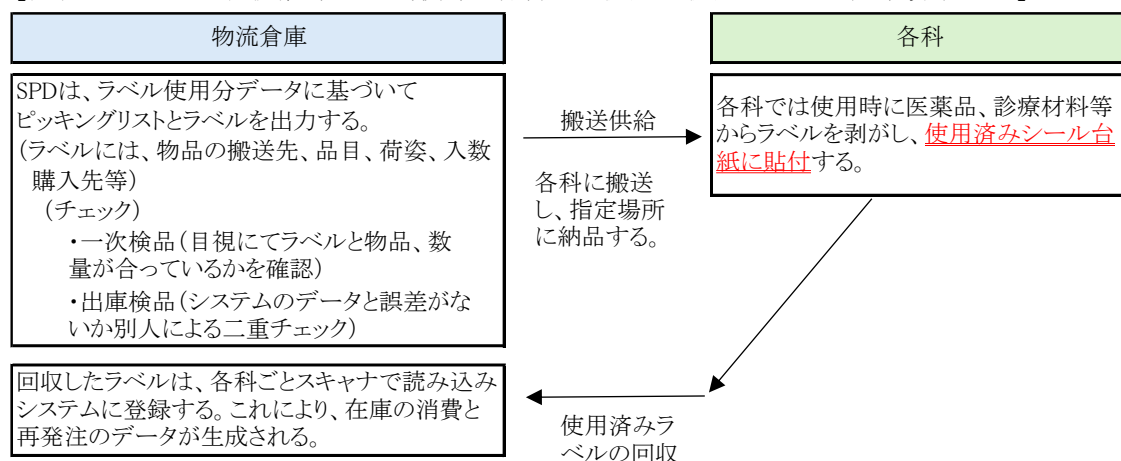 物流倉庫
各科
SPDは、ラベル使用分データに基づいて
ピッキングリストとラベルを出力する。
(ラベルには、物品の搬送先、品目、荷姿、入数
購入先等)
(チェック)
・一次検品(目視にてラベルと物品、数
量が合っているかを確認)
・出庫検品(システムのデータと誤差がな
いか別人による二重チェック)
搬送供給
各科に搬送
し、指定場所
に納品する。
各科では使用時に医薬品、診療材料等
からラベルを剥がし、使用済みシール台
紙に貼付する。
回収したラベルは、各科ごとスキャナで読み込み
システムに登録する。これにより、在庫の消費と
再発注のデータが生成される。
使用済みラ
ベルの回収